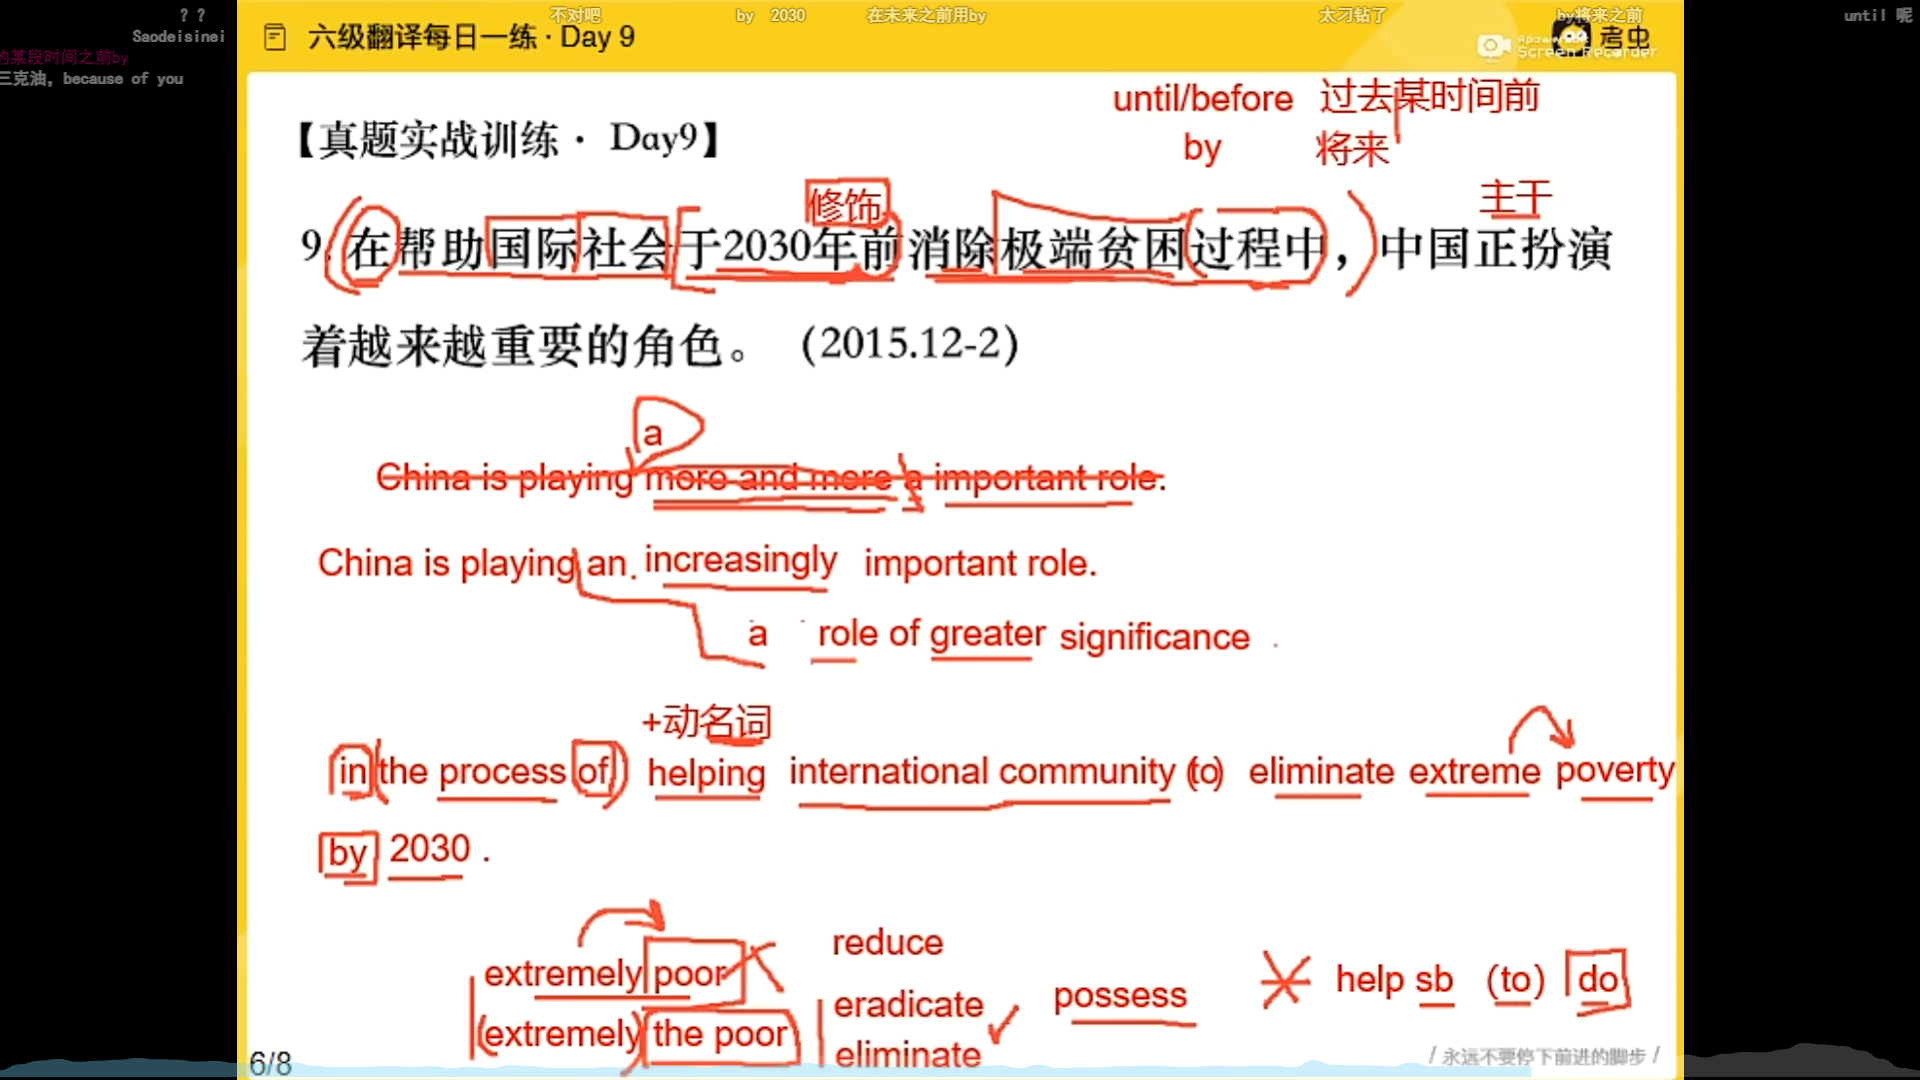 ？？ 不对吧 by 2030 在未来之前用by 太刁钻了 by将来之前 until 呢
Saodeisinei
六级翻译每日一练 · Day 9
考虫
Screen Recorder
的某段时间之前by
三克油，because of you
until/before 过去某时间前
【真题实战训练 · Day9】
by 将来
修饰 主干
9. 在帮助国际社会于2030年前消除极端贫困过程中，中国正扮演
着越来越重要的角色。（2015.12-2）
a
China is playing more and more a important role.
China is playing an increasingly important role.
a role of greater significance
+动名词
in the process of helping international community (to) eliminate extreme poverty
by 2030 .
reduce
extremely poor help sb (to) do
eradicate possess
(extremely) the poor
eliminate
6/8
/ 永远不要停下前进的脚步 /